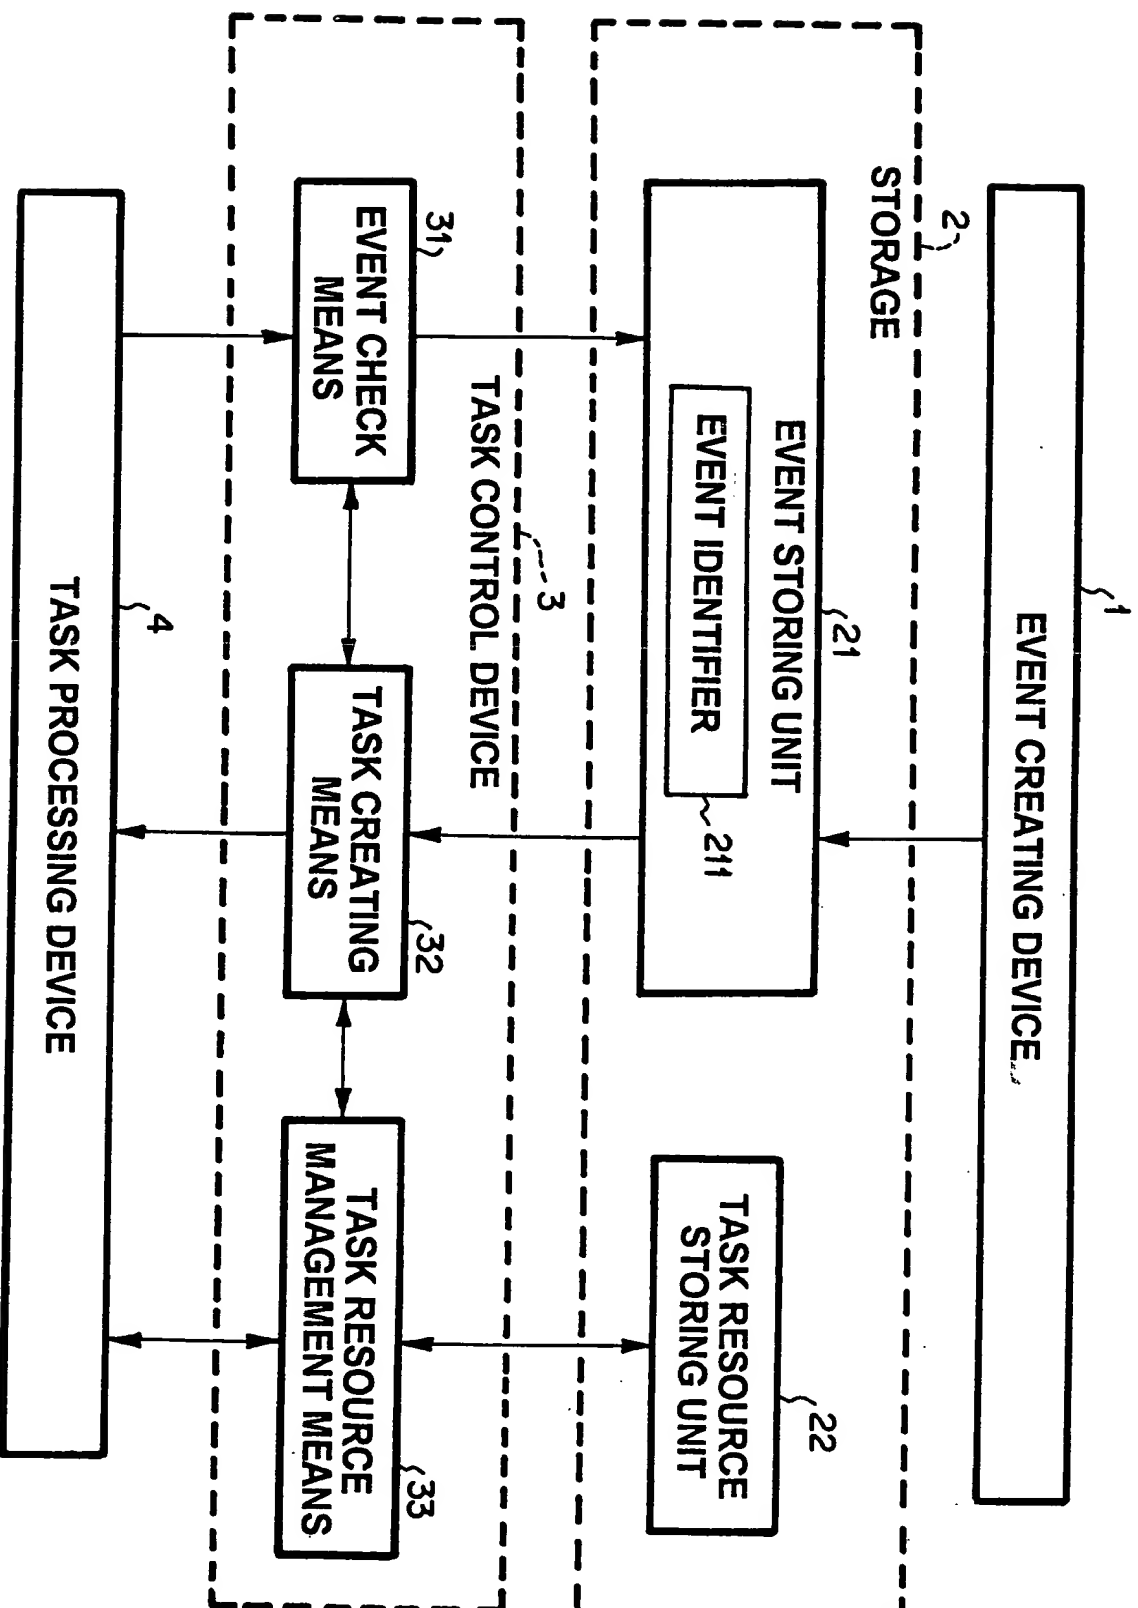 1
EVENT CREATING DEVICE
2
STORAGE
21
EVENT STORING UNIT
EVENT IDENTIFIER
211
22
TASK RESOURCE
STORING UNIT
3
TASK CONTROL DEVICE
31
EVENT CHECK
MEANS
32
TASK CREATING
MEANS
33
TASK RESOURCE
MANAGEMENT MEANS
4
TASK PROCESSING DEVICE